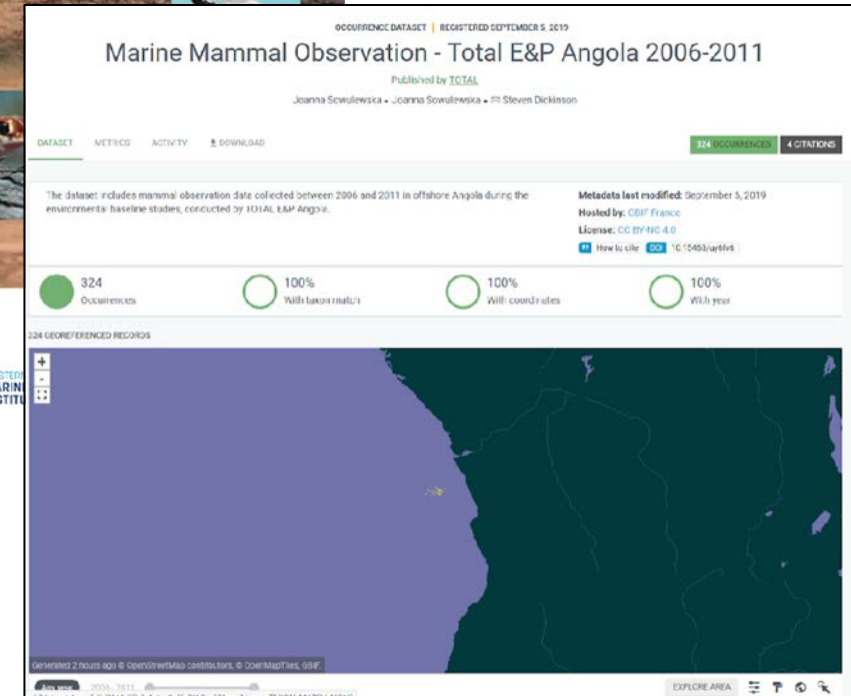 OCCURRENCE DATASET | REGISTERED SEPTEMBER 5, 2019
Marine Mammal Observation - Total E&P Angola 2006-2011
Published by TOTAL
Joanna Sowulewska • Joanna Sowulewska • Steven Dickinson
DATASET METRICS ACTIVITY DOWNLOAD
324 OCCURRENCES 4 CITATIONS
The dataset includes mammal observation data collected between 2006 and 2011 in offshore Angola during the
environmental baseline studies, conducted by TOTAL E&P Angola.
Metadata last modified: September 5, 2019
Hosted by: GBIF France
License: CC BY-NC 4.0
How to cite DOI
324
Occurrences
100%
With taxon match
100%
With coordinates
100%
With year
324 GEOREFERENCED RECORDS
+
-
Generated 2 hours ago © OpenStreetMap contributors, © OpenMapTiles, GBIF.
Any year 2006 - 2011
EXPLORE AREA